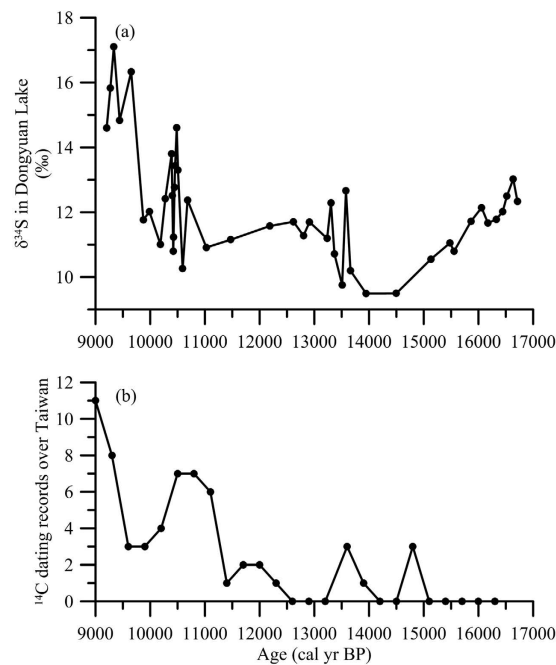 (a)
δ³⁴S in Dongyuan Lake
(‰)
18
16
14
12
10
9000 10000 11000 12000 13000 14000 15000 16000 17000
(b)
¹⁴C dating records over Taiwan
12
10
8
6
4
2
0
9000 10000 11000 12000 13000 14000 15000 16000 17000
Age (cal yr BP)